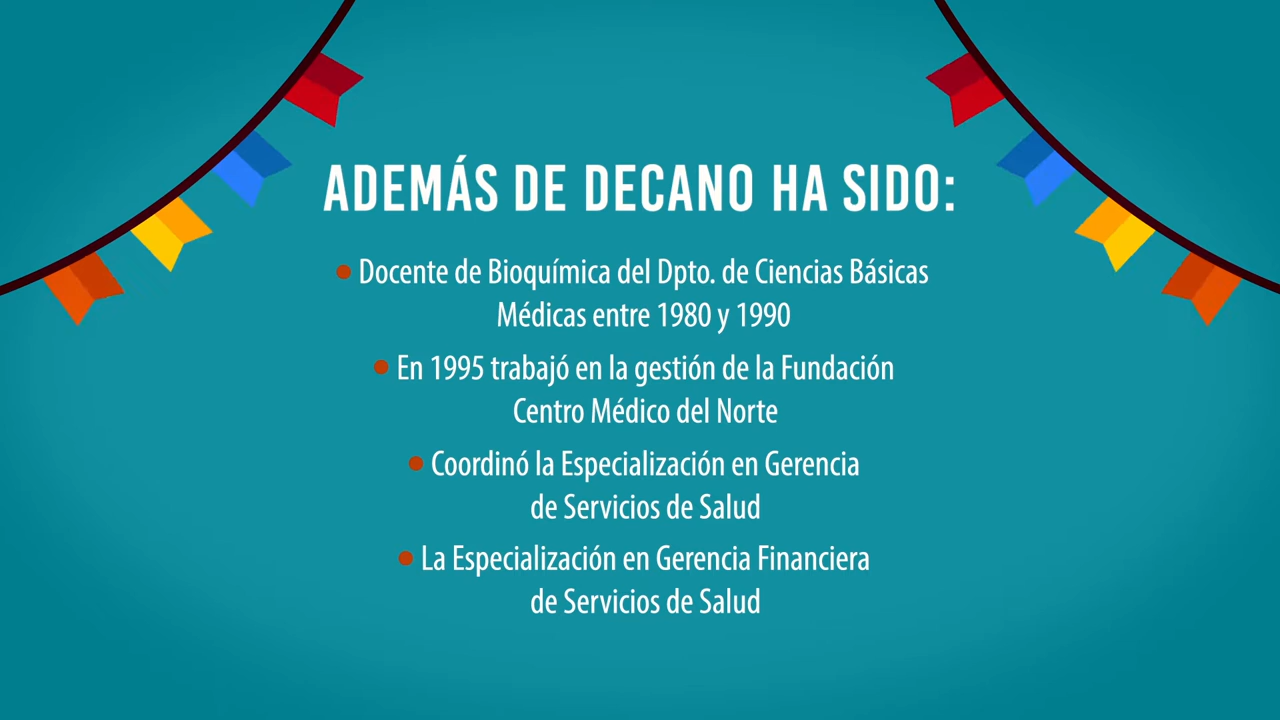 ADEMÁS DE DECANO HA SIDO:
• Docente de Bioquímica del Dpto. de Ciencias Básicas
Médicas entre 1980 y 1990
• En 1995 trabajó en la gestión de la Fundación
Centro Médico del Norte
• Coordinó la Especialización en Gerencia
de Servicios de Salud
• La Especialización en Gerencia Financiera
de Servicios de Salud